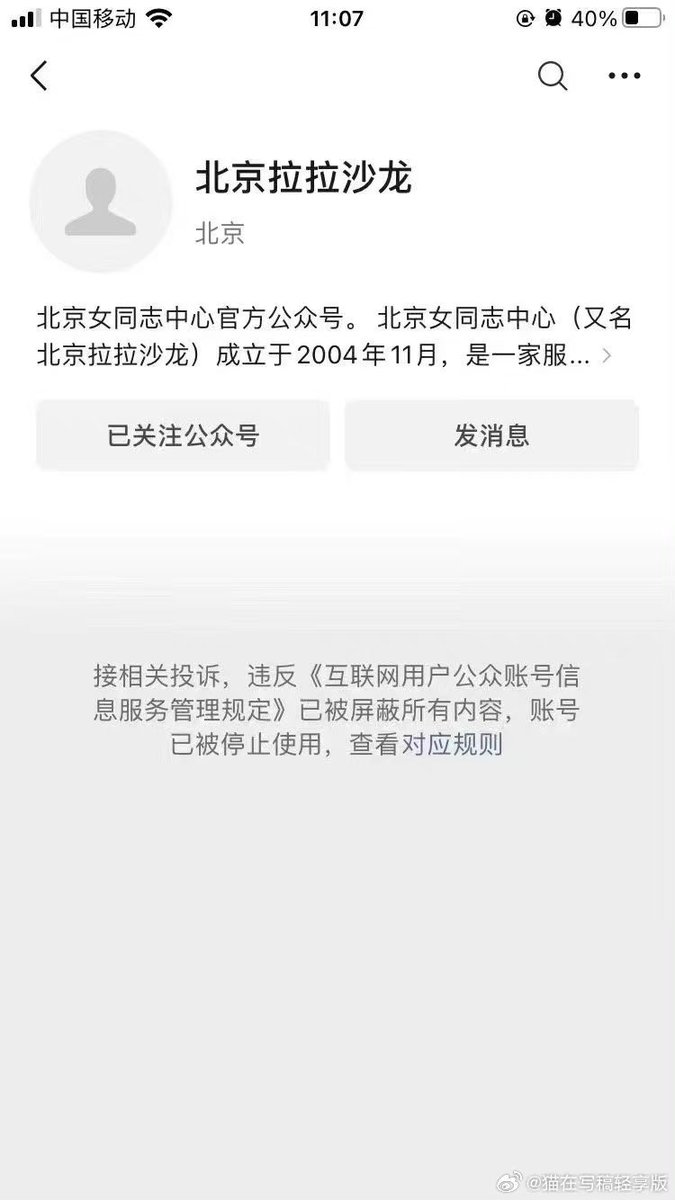 中国移动 11:07 40%
北京拉拉沙龙
北京
北京女同志中心官方公众号。 北京女同志中心（又名
北京拉拉沙龙）成立于2004年11月，是一家服...
已关注公众号 发消息
接相关投诉，违反《互联网用户公众账号信
息服务管理规定》已被屏蔽所有内容，账号
已被停止使用，查看对应规则
@猫在写稿轻享版